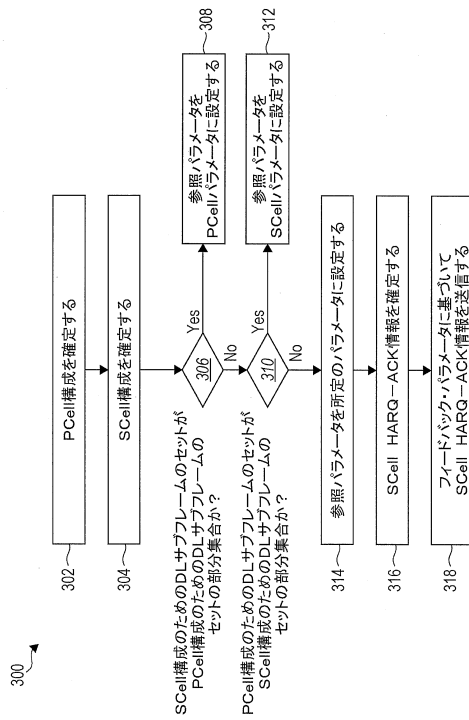 300
302
PCell構成を確定する
304
SCell構成を確定する
SCell構成のためのDLサブフレームのセットが
PCell構成のためのDLサブフレームの
セットの部分集合か?
306
Yes
No
参照パラメータを
PCellパラメータに設定する
308
PCell構成のためのDLサブフレームのセットが
SCell構成のためのDLサブフレームの
セットの部分集合か?
310
Yes
No
参照パラメータを
SCellパラメータに設定する
312
314
参照パラメータを所定のパラメータに設定する
316
SCell HARQ-ACK情報を確定する
318
フィードバック・パラメータに基づいて
SCell HARQ-ACK情報を送信する